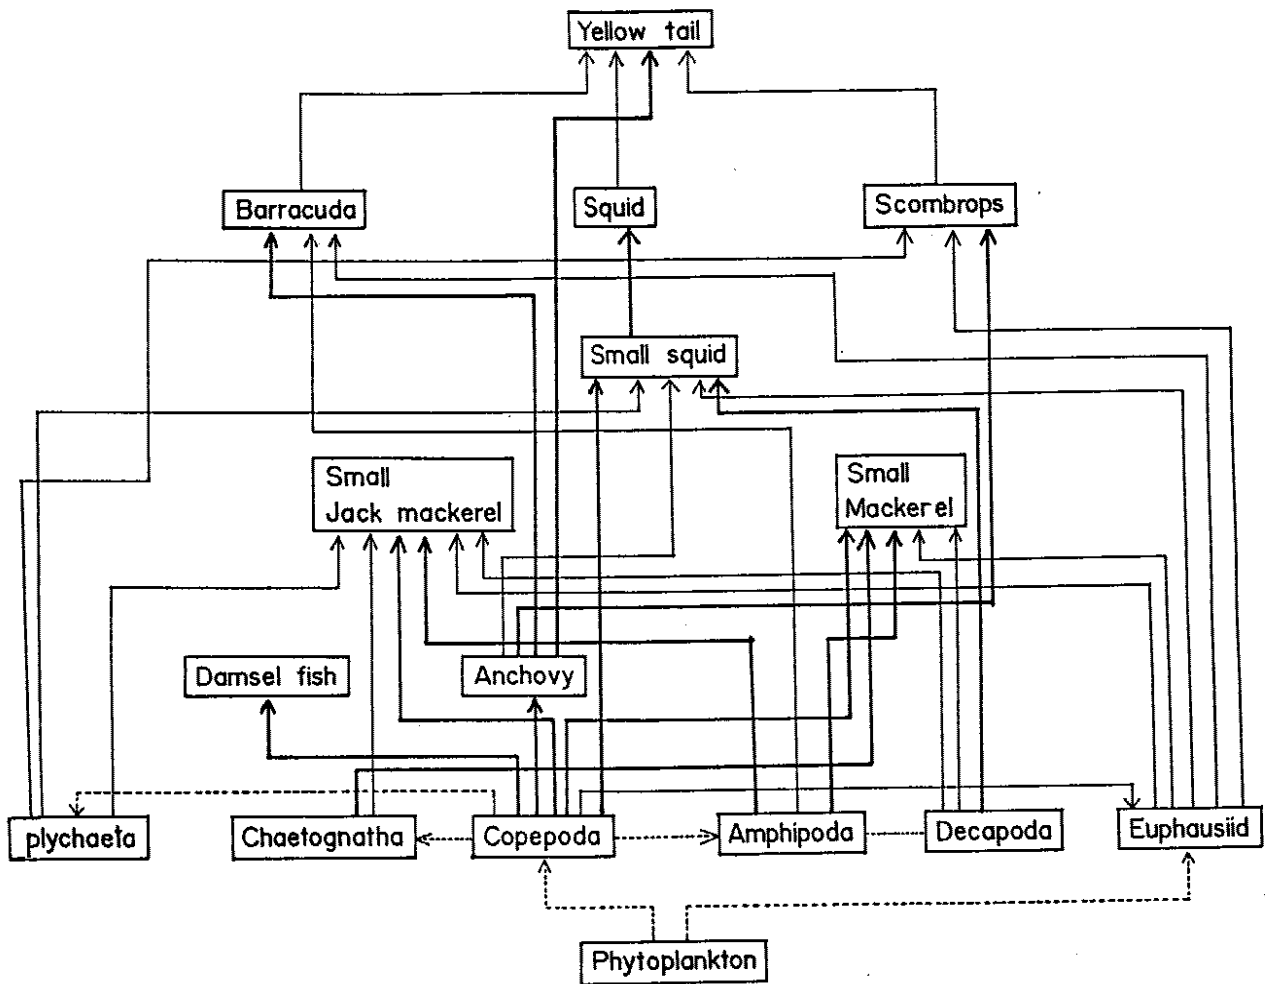 Yellow tail
Barracuda
Squid
Scombrops
Small squid
Small
Jack mackerel
Small
Mackerel
Damsel fish
Anchovy
plychaeta
Chaetognatha
Copepoda
Amphipoda
Decapoda
Euphausiid
Phytoplankton